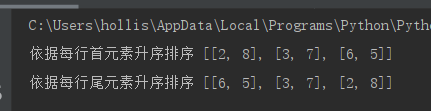 C:\Users\hollis\AppData\Local\Programs\Python\Pyth
依据每行首元素升序排序 [[2, 8], [3, 7], [6, 5]]
依据每行尾元素升序排序 [[6, 5], [3, 7], [2, 8]]